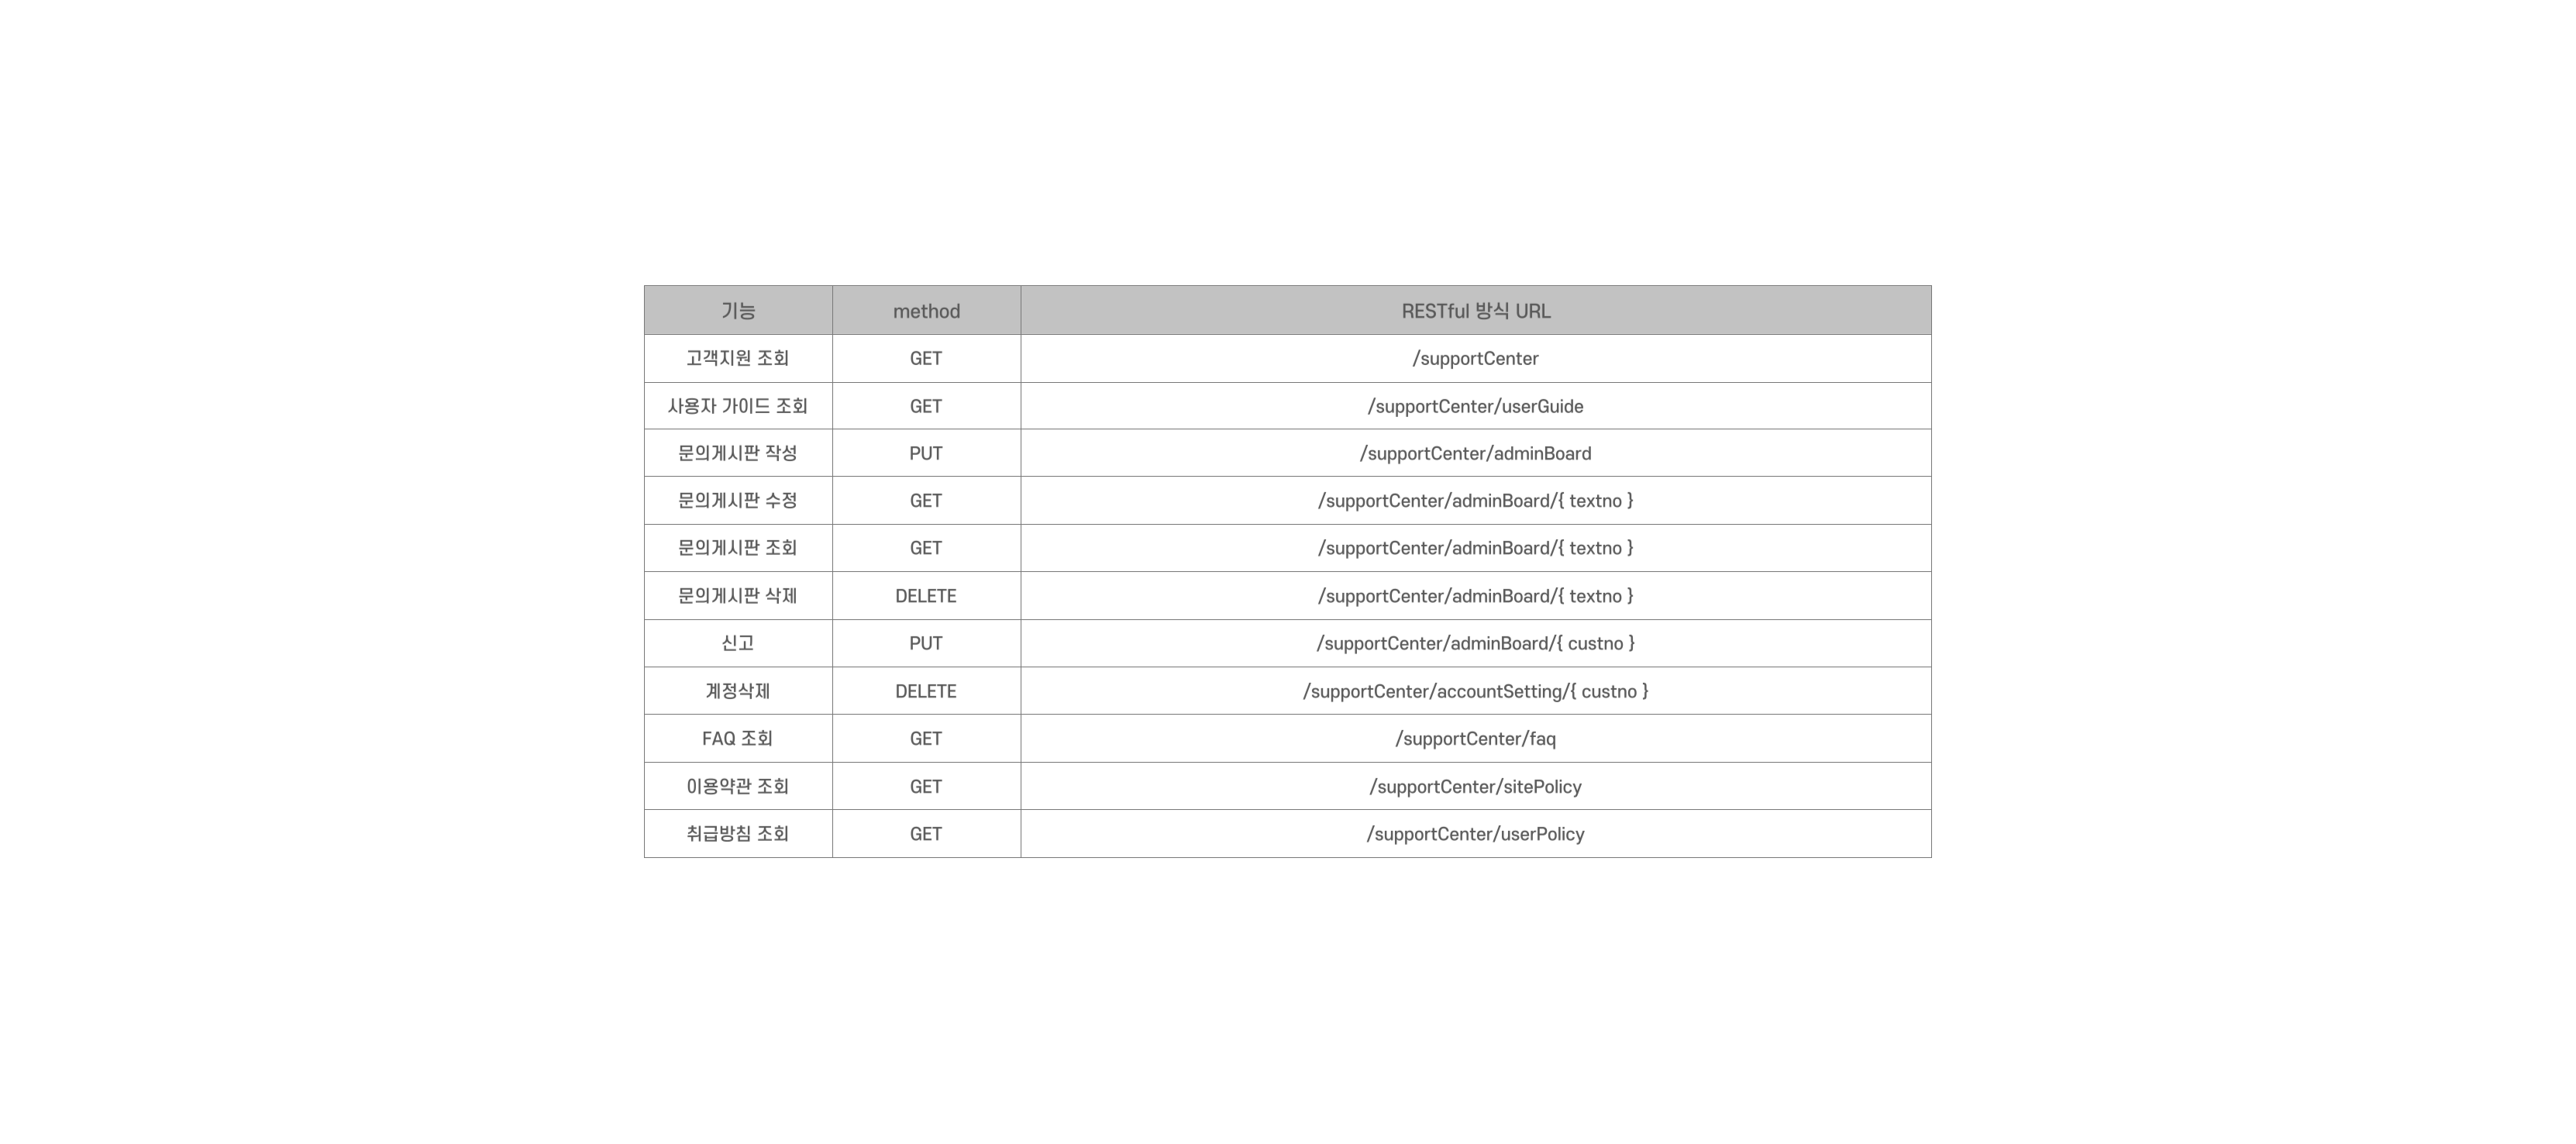 기능 method RESTful 방식 URL
고객지원 조회 GET /supportCenter
사용자 가이드 조회 GET /supportCenter/userGuide
문의게시판 작성 PUT /supportCenter/adminBoard
문의게시판 수정 GET /supportCenter/adminBoard/{ textno }
문의게시판 조회 GET /supportCenter/adminBoard/{ textno }
문의게시판 삭제 DELETE /supportCenter/adminBoard/{ textno }
신고 PUT /supportCenter/adminBoard/{ custno }
계정삭제 DELETE /supportCenter/accountSetting/{ custno }
FAQ 조회 GET /supportCenter/faq
이용약관 조회 GET /supportCenter/sitePolicy
취급방침 조회 GET /supportCenter/userPolicy